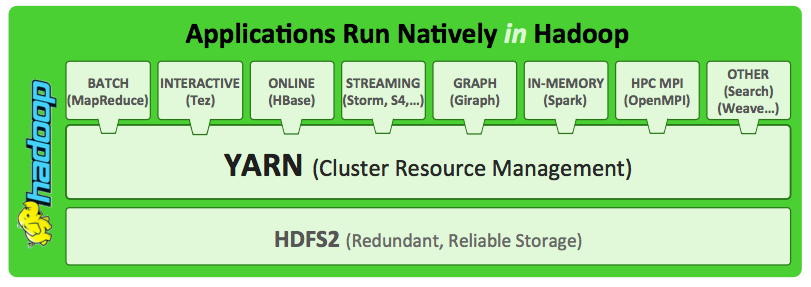 Applications Run Natively in Hadoop
BATCH
(MapReduce)
INTERACTIVE
(Tez)
ONLINE
(HBase)
STREAMING
(Storm, S4,...)
GRAPH
(Giraph)
IN-MEMORY
(Spark)
HPC MPI
(OpenMPI)
OTHER
(Search)
(Weave...)
hadoop
YARN (Cluster Resource Management)
HDFS2 (Redundant, Reliable Storage)